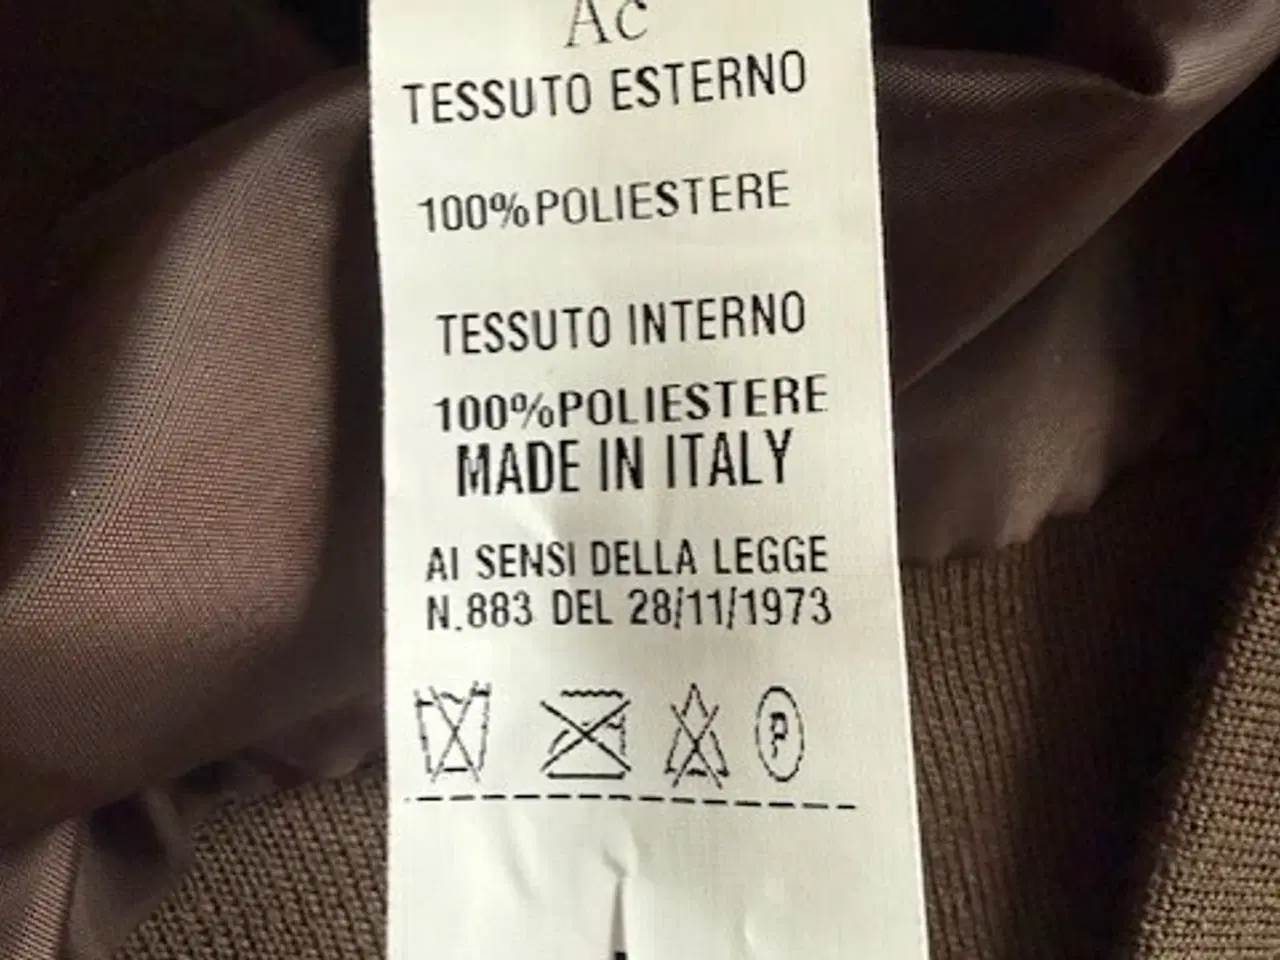 Ac
TESSUTO ESTERNO
100%POLIESTERE
TESSUTO INTERNO
100%POLIESTERE
MADE IN ITALY
AI SENSI DELLA LEGGE
N.883 DEL 28/11/1973
P